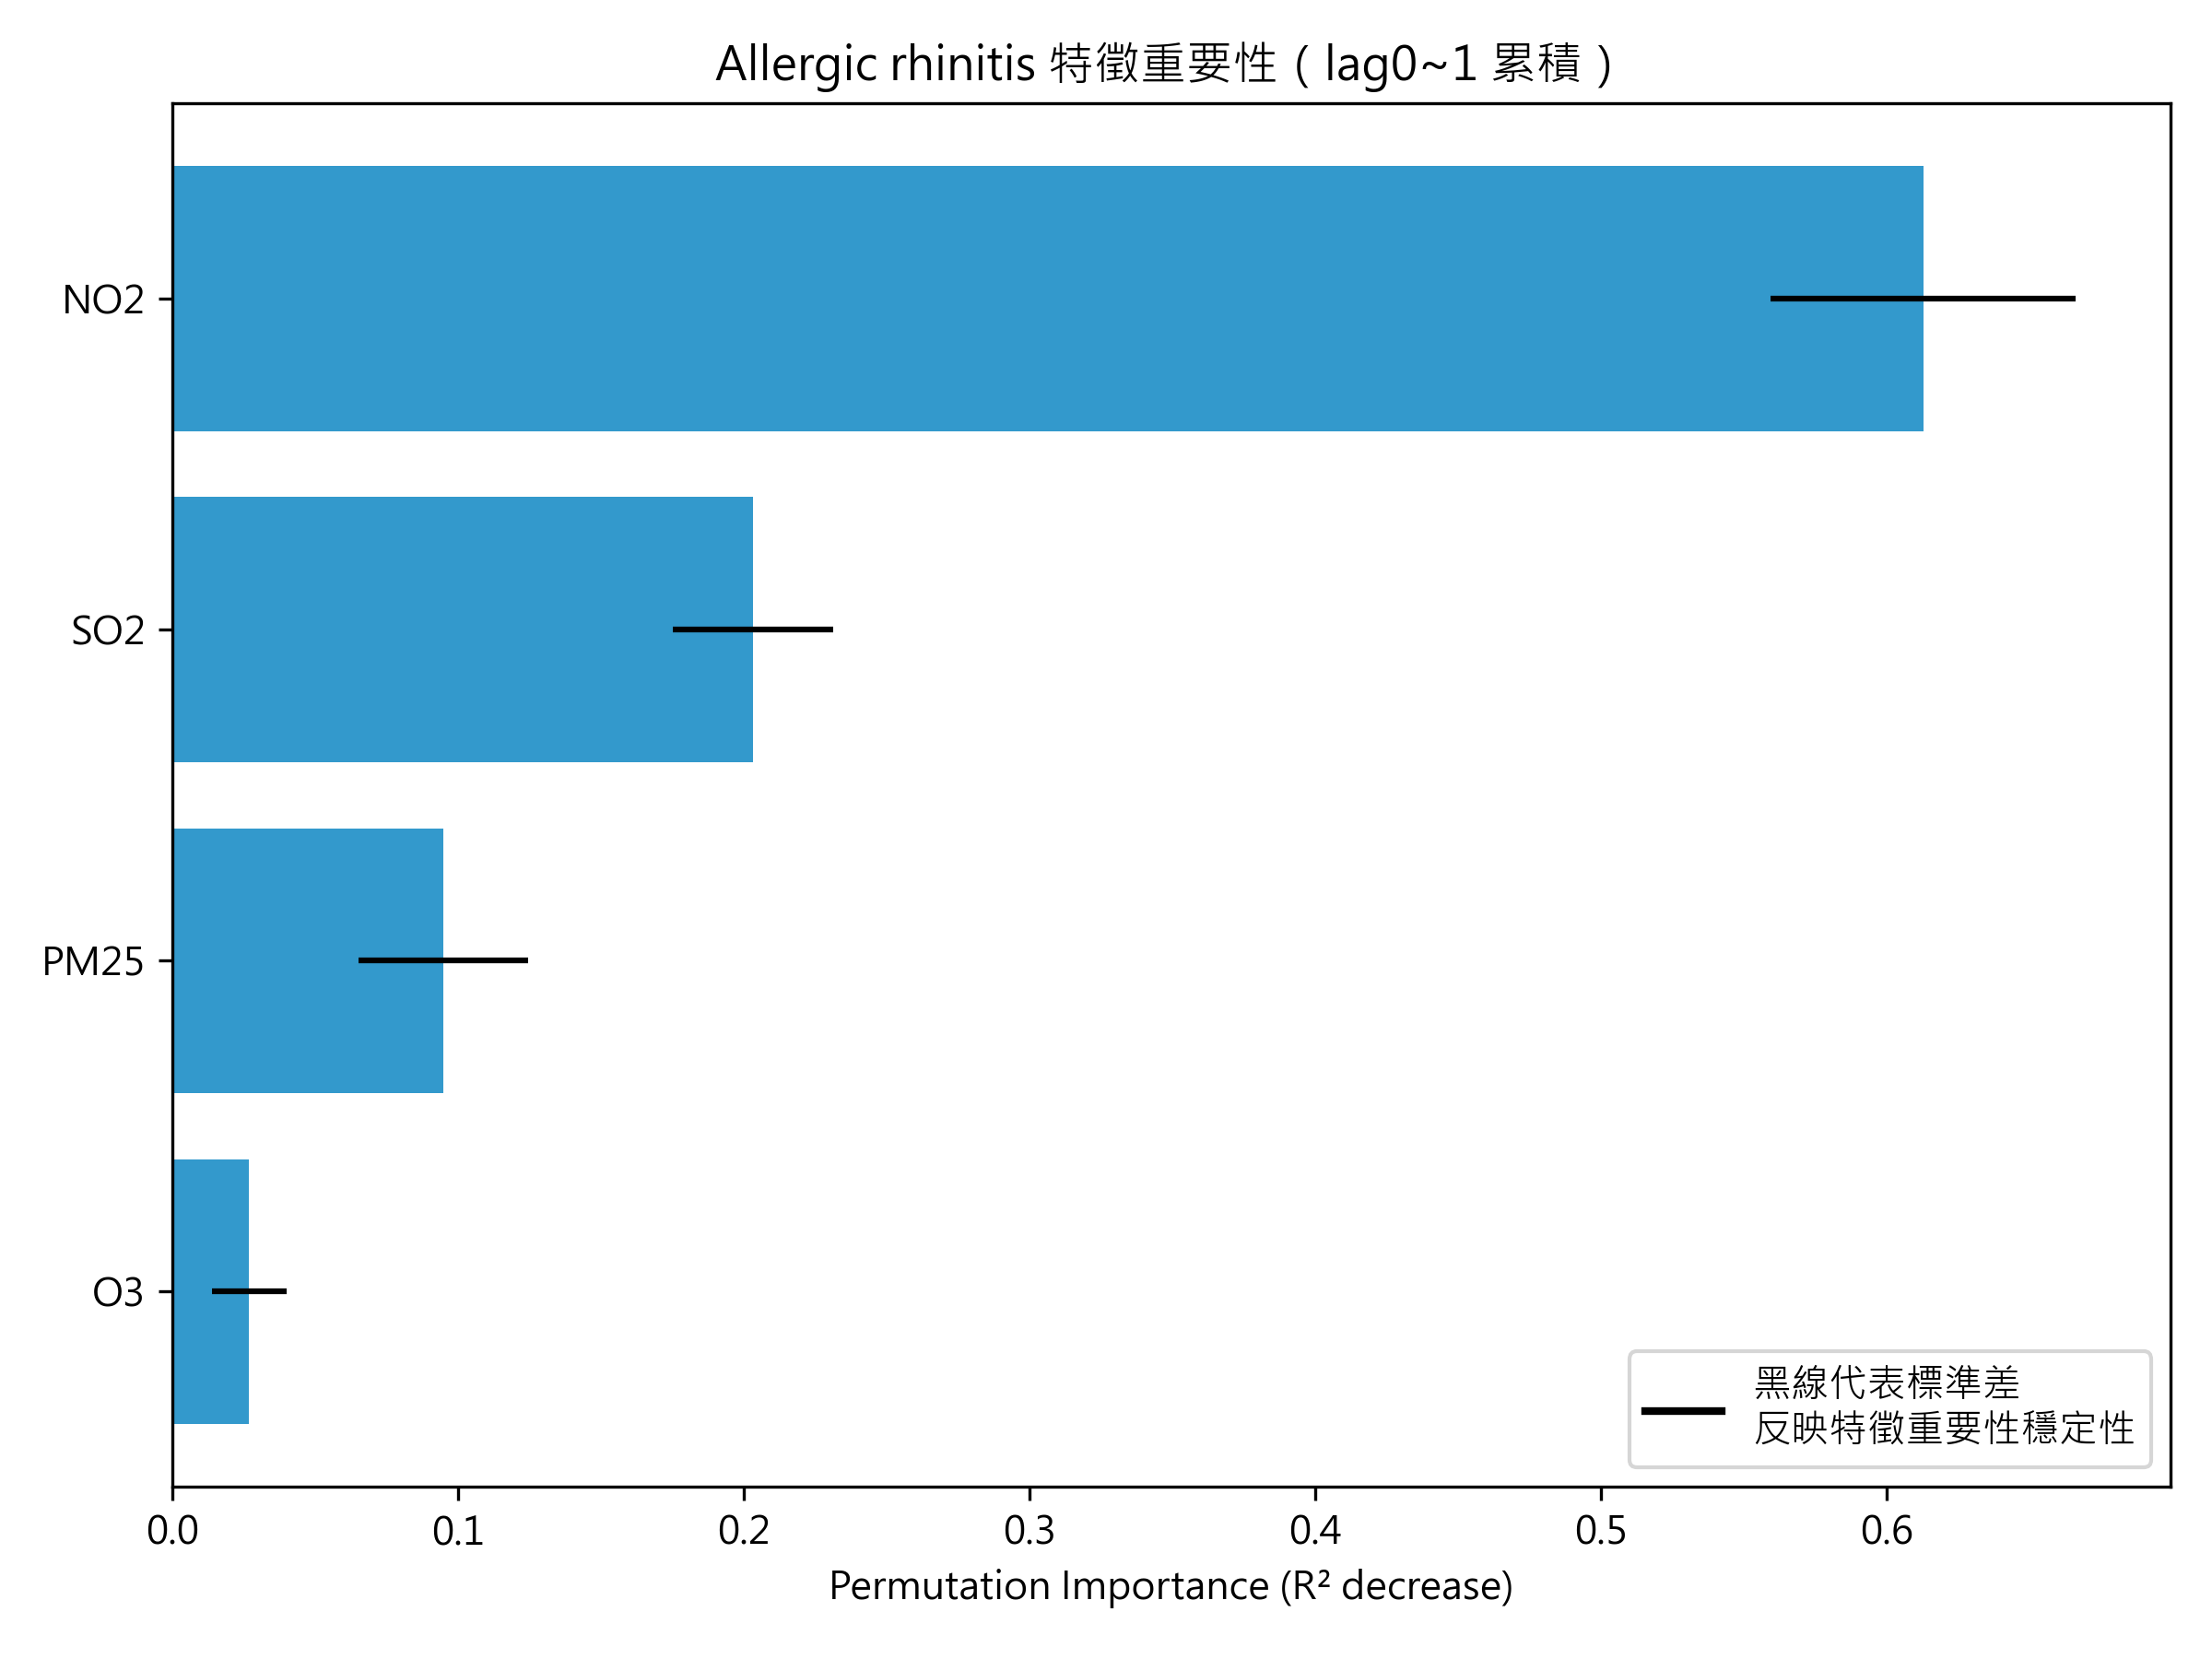 Allergic rhinitis 特徵重要性（lag0~1 累積）
NO2
SO2
PM25
O3
黑線代表標準差
反映特徵重要性穩定性
0.0 0.1 0.2 0.3 0.4 0.5 0.6
Permutation Importance (R² decrease)